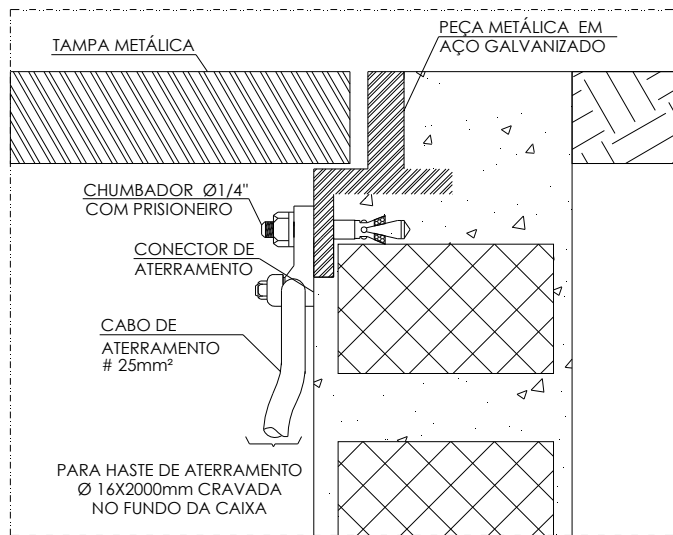 TAMPA METÁLICA
PEÇA METÁLICA EM
AÇO GALVANIZADO
CHUMBADOR Ø1/4"
COM PRISIONEIRO
CONECTOR DE
ATERRAMENTO
CABO DE
ATERRAMENTO
# 25mm²
PARA HASTE DE ATERRAMENTO
Ø 16X2000mm CRAVADA
NO FUNDO DA CAIXA